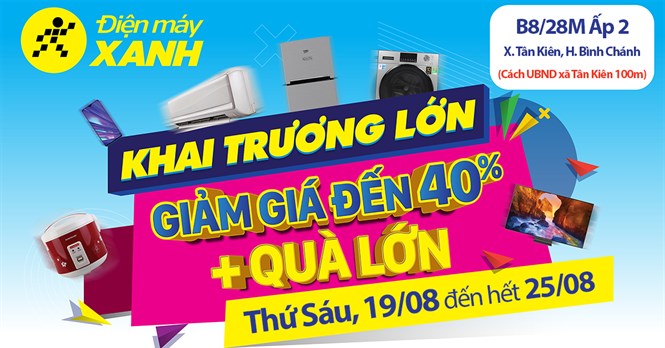 Điện máy
XANH
B8/28M Ấp 2
X. Tân Kiên, H. Bình Chánh
(Cách UBND xã Tân Kiên 100m)
KHAI TRƯƠNG LỚN
GIẢM GIÁ ĐẾN 40%
+ QUÀ LỚN
Thứ Sáu, 19/08 đến hết 25/08